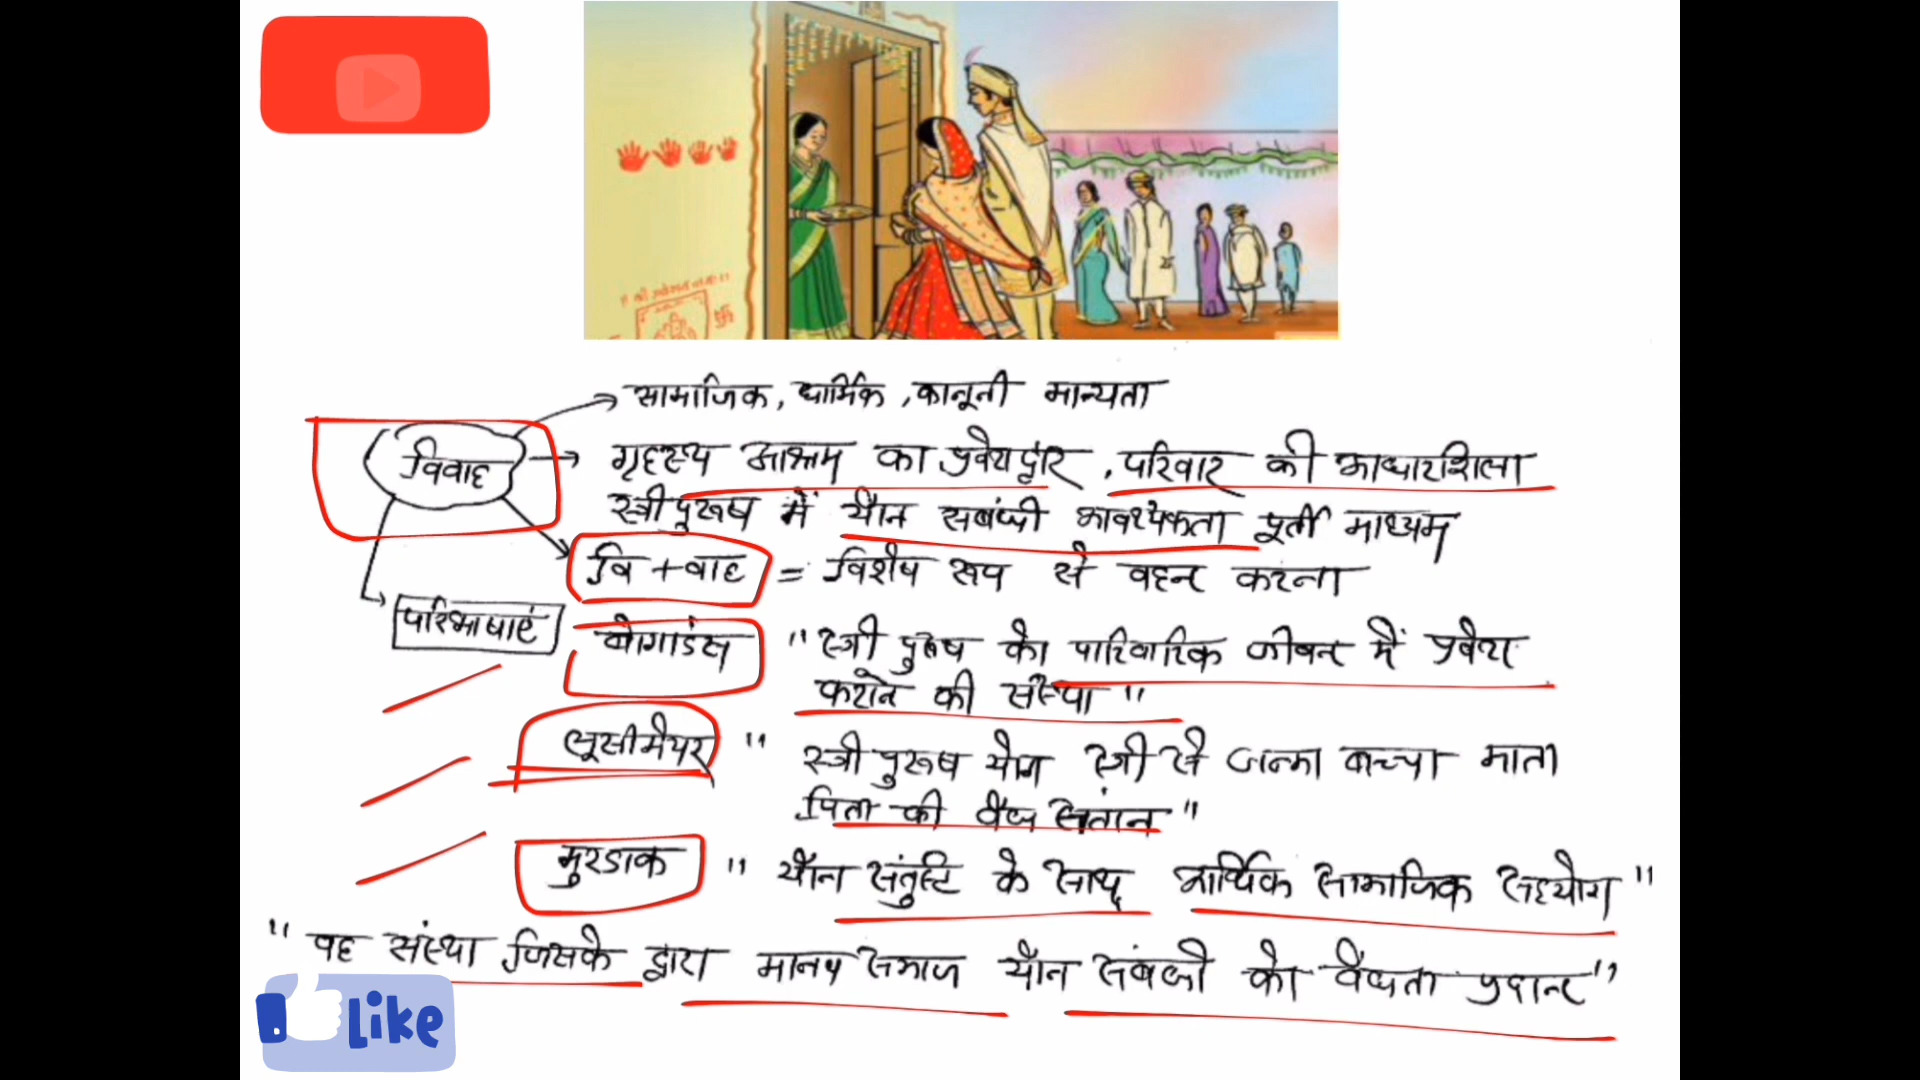 सामाजिक, धार्मिक, कानूनी मान्यता
विवाह
गृहस्थ आश्रम का प्रवेशद्वार, परिवार की आधारशिला
स्त्री पुरूष में यौन सबंधी आवश्यकता पूर्ती माध्यम
वि + वाह = विशेष रूप से वहन करना
परिभाषाएं
बोगार्डस "स्त्री पुरूष को पारिवारिक जीवन में प्रवेश
कराने की संस्था"
लूसीमेयर " स्त्री पुरूष योग स्त्री से जन्मा बच्चा माता
पिता की वैध संतान"
मुरडाक "यौन संतुष्टि के साथ आर्थिक सामाजिक सहयोग"
"वह संस्था जिसके द्वारा मानव समाज यौन संबंधो को वैधता प्रदान"
Like